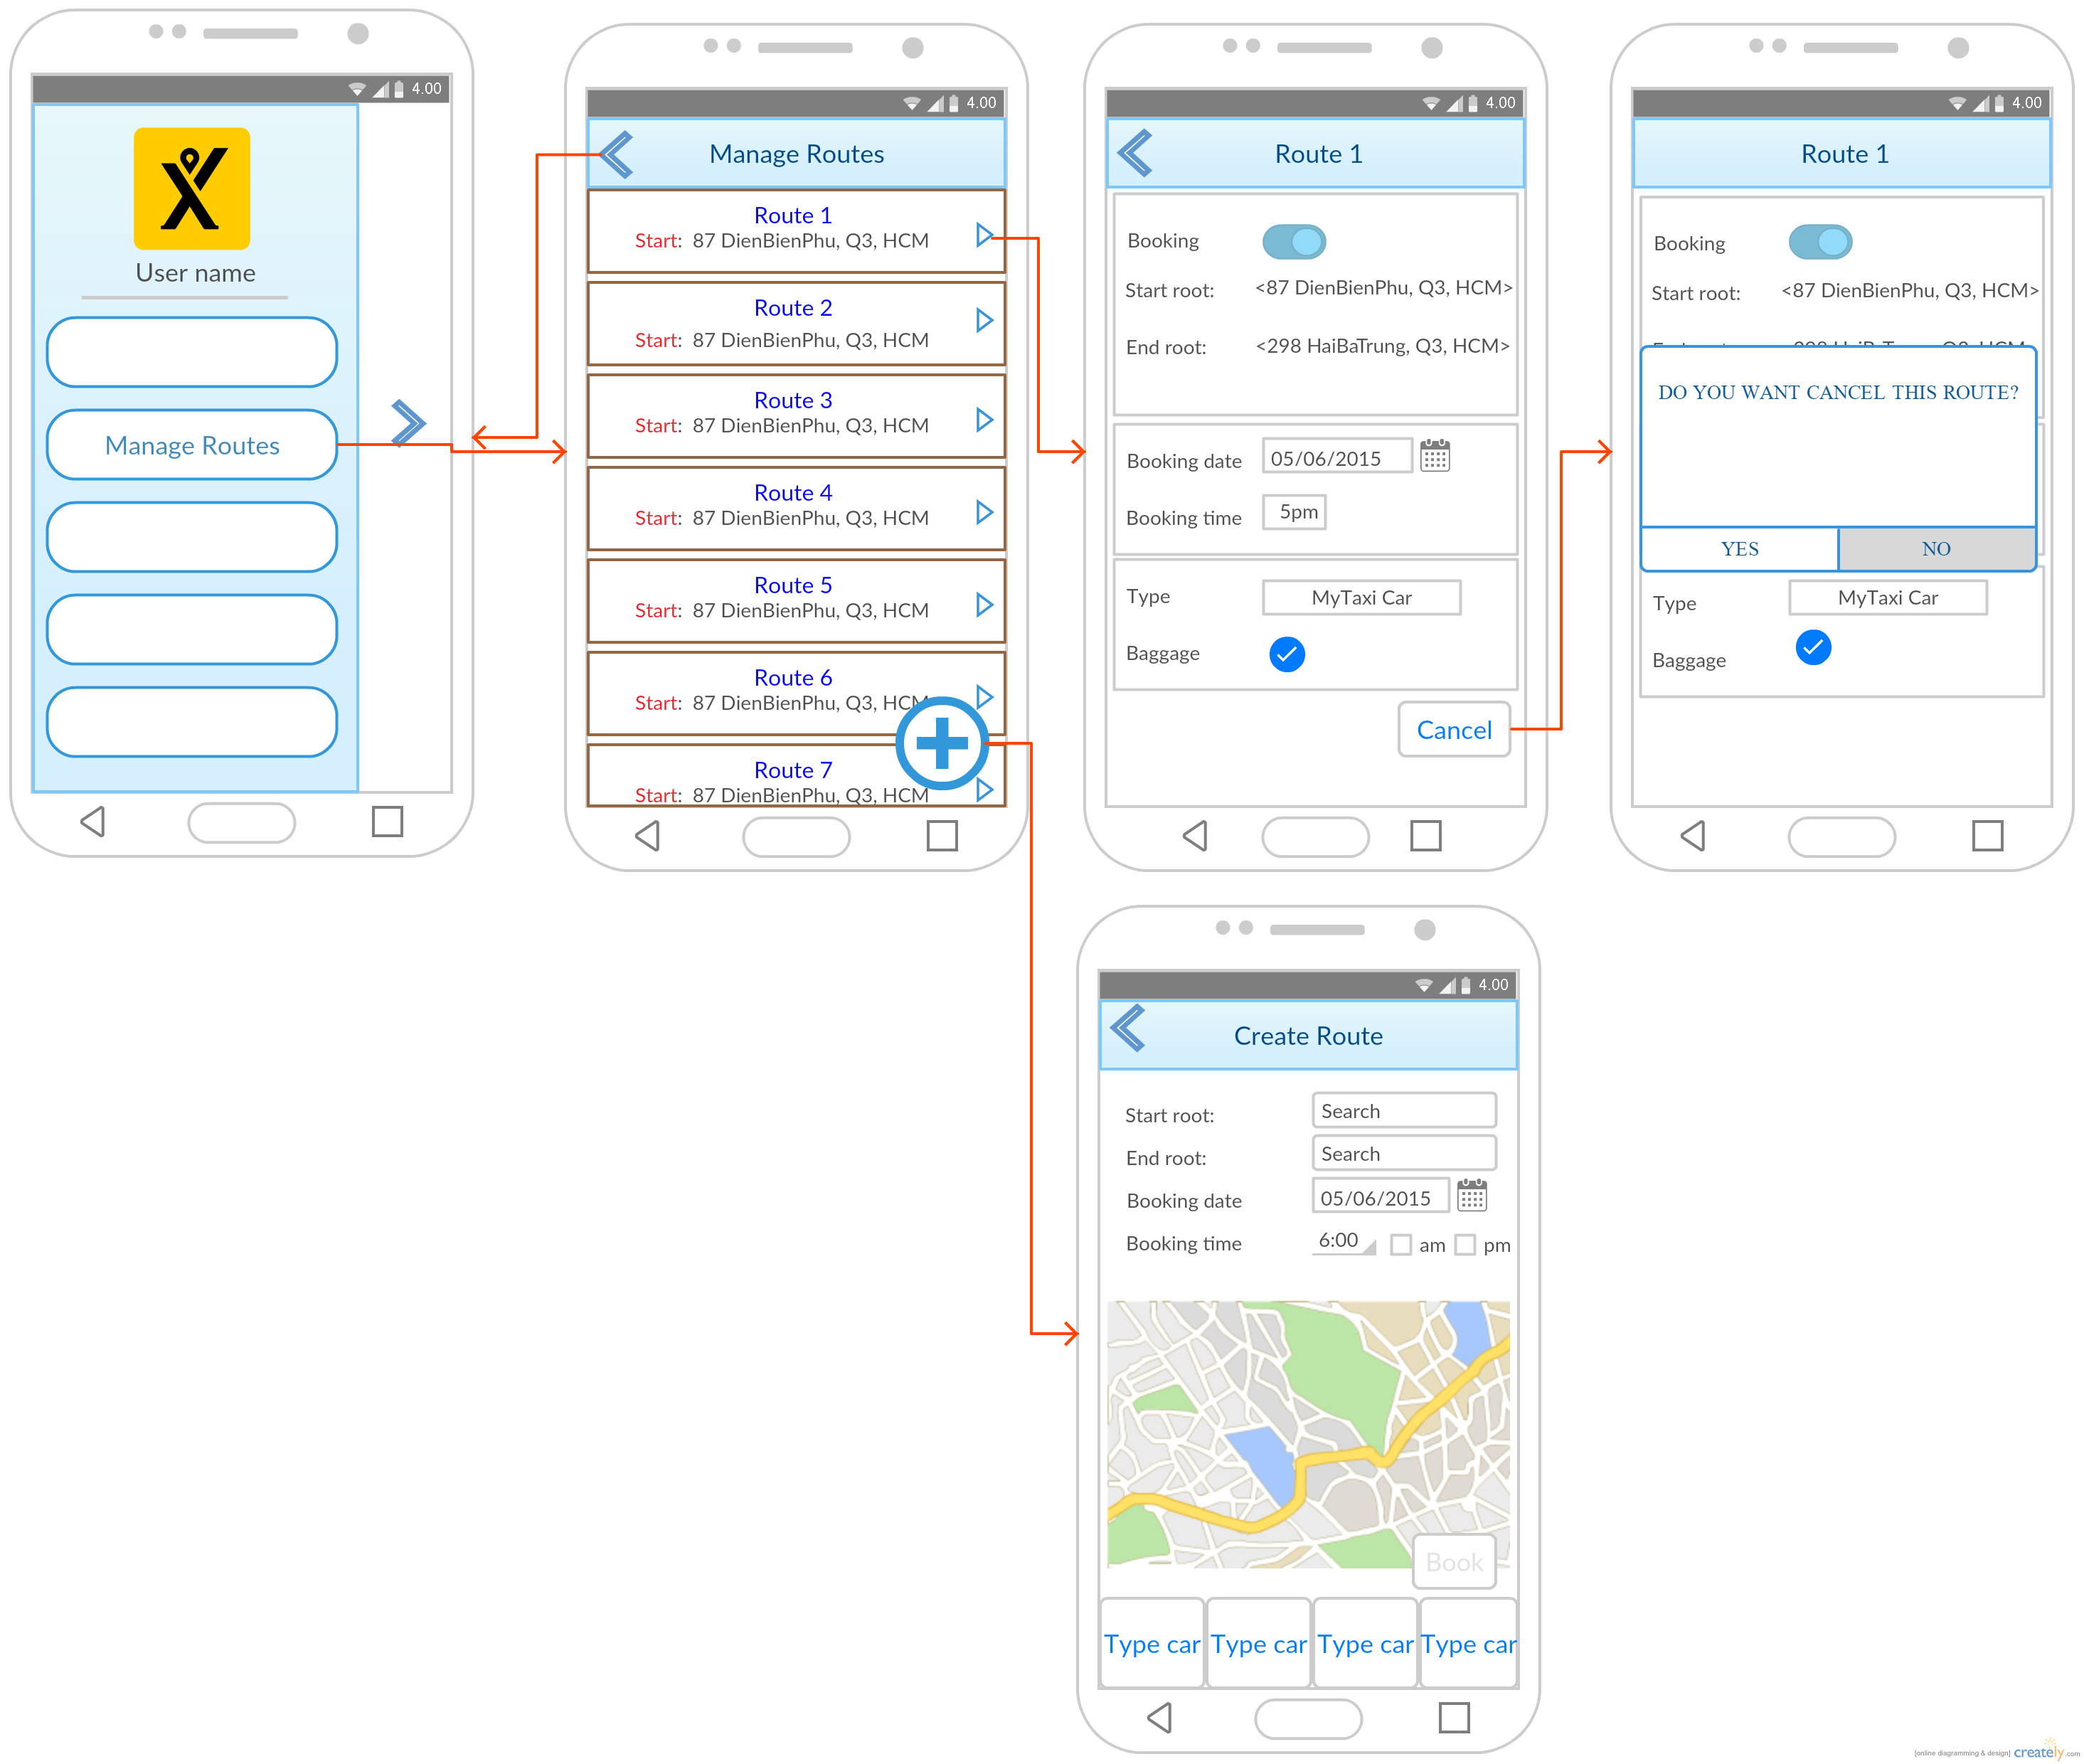 4.00
User name
Manage Routes
4.00
Manage Routes
Route 1
Start: 87 DienBienPhu, Q3, HCM
Route 2
Start: 87 DienBienPhu, Q3, HCM
Route 3
Start: 87 DienBienPhu, Q3, HCM
Route 4
Start: 87 DienBienPhu, Q3, HCM
Route 5
Start: 87 DienBienPhu, Q3, HCM
Route 6
Start: 87 DienBienPhu, Q3, HCM
Route 7
Start: 87 DienBienPhu, Q3, HCM
4.00
Route 1
Booking
Start root: <87 DienBienPhu, Q3, HCM>
End root: <298 HaiBaTrung, Q3, HCM>
Booking date 05/06/2015
Booking time 5pm
Type MyTaxi Car
Baggage
Cancel
4.00
Route 1
Booking
Start root: <87 DienBienPhu, Q3, HCM>
DO YOU WANT CANCEL THIS ROUTE?
YES NO
Type MyTaxi Car
Baggage
4.00
Create Route
Start root: Search
End root: Search
Booking date 05/06/2015
Booking time 6:00 am pm
Book
Type car Type car Type car Type car
[online diagramming & design] creately.com